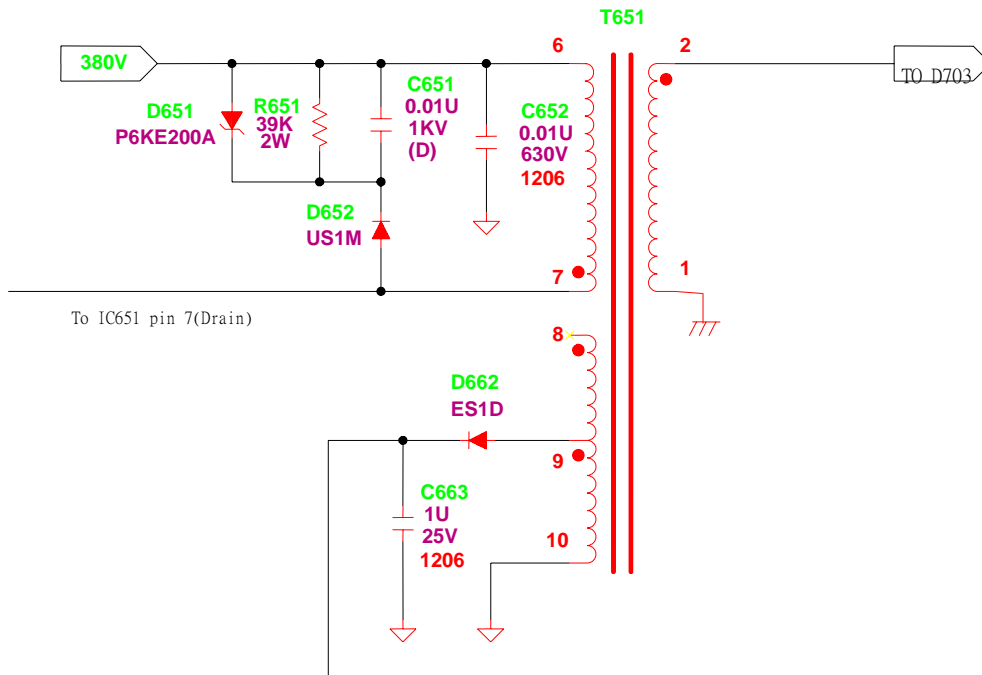 T651
380V
6
2
TO D703
D651
P6KE200A
R651
39K
2W
C651
0.01U
1KV
(D)
C652
0.01U
630V
1206
D652
US1M
7
1
To IC651 pin 7(Drain)
8
D662
ES1D
9
C663
1U
25V
1206
10